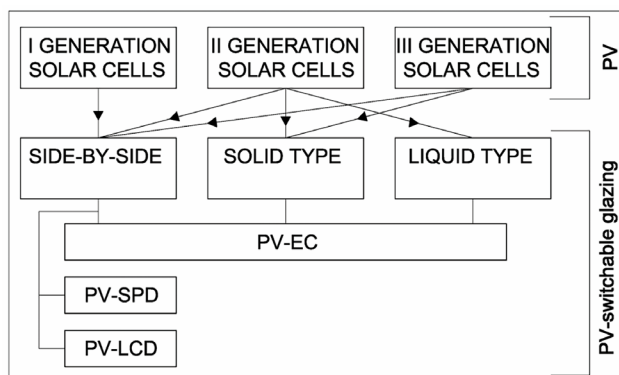 I GENERATION
SOLAR CELLS
II GENERATION
SOLAR CELLS
III GENERATION
SOLAR CELLS
PV
SIDE-BY-SIDE
SOLID TYPE
LIQUID TYPE
PV-EC
PV-SPD
PV-LCD
PV-switchable glazing